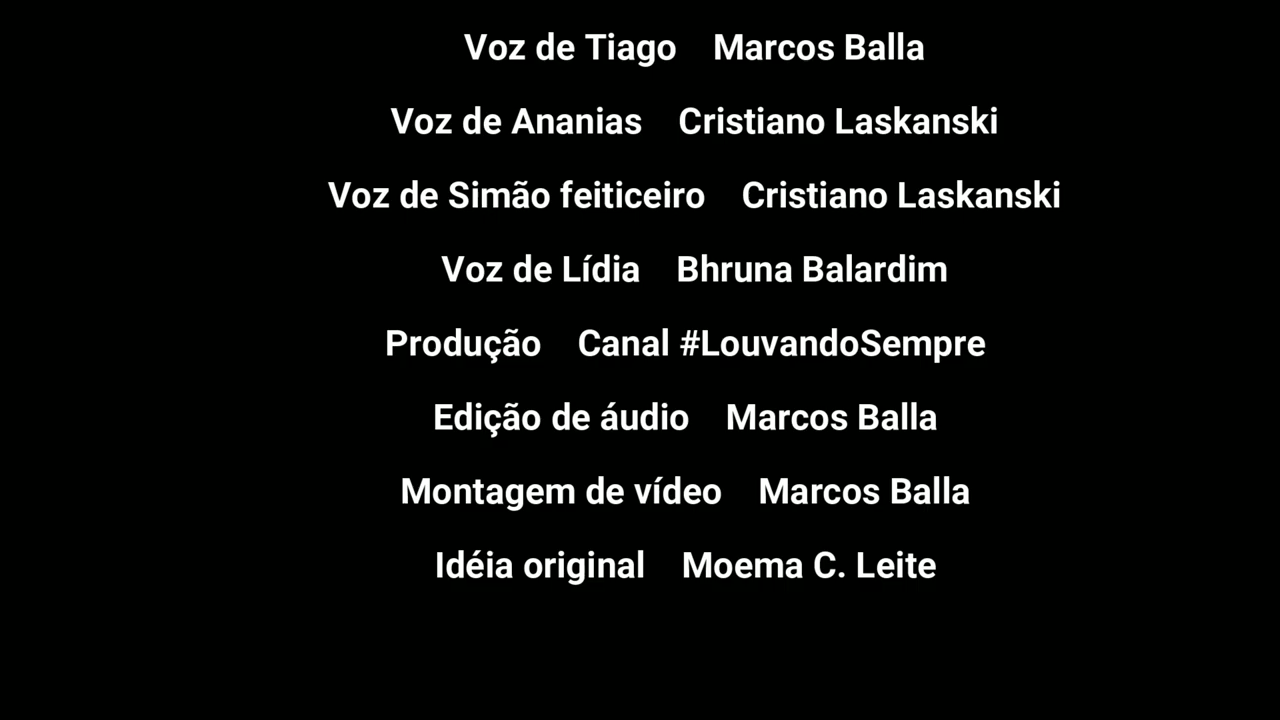 Voz de Tiago Marcos Balla
Voz de Ananias Cristiano Laskanski
Voz de Simão feiticeiro Cristiano Laskanski
Voz de Lídia Bhruna Balardim
Produção Canal #LouvandoSempre
Edição de áudio Marcos Balla
Montagem de vídeo Marcos Balla
Idéia original Moema C. Leite